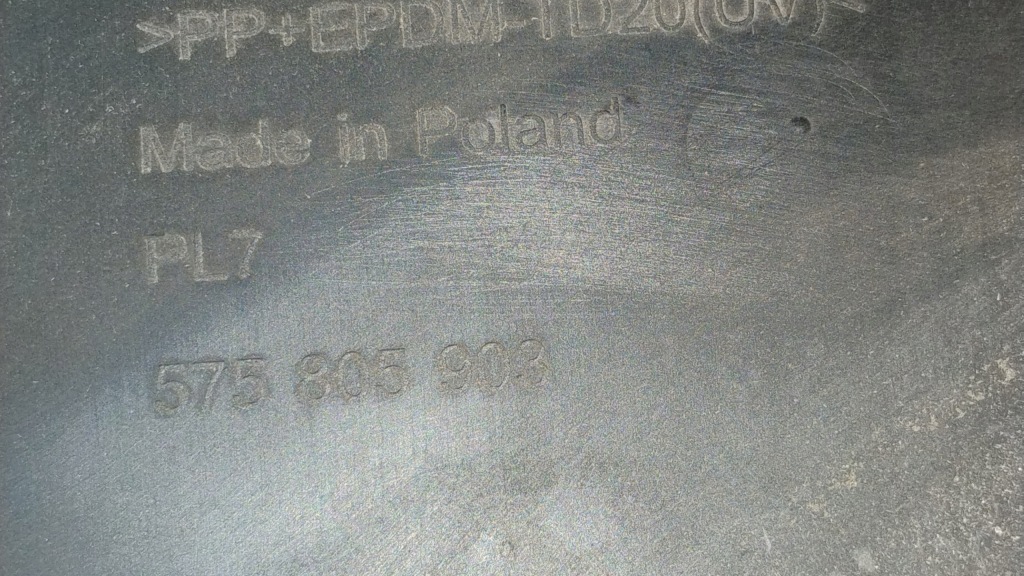 >PP+EPDM-TD20(UV)<
Made in Poland
PL7
575 805 903